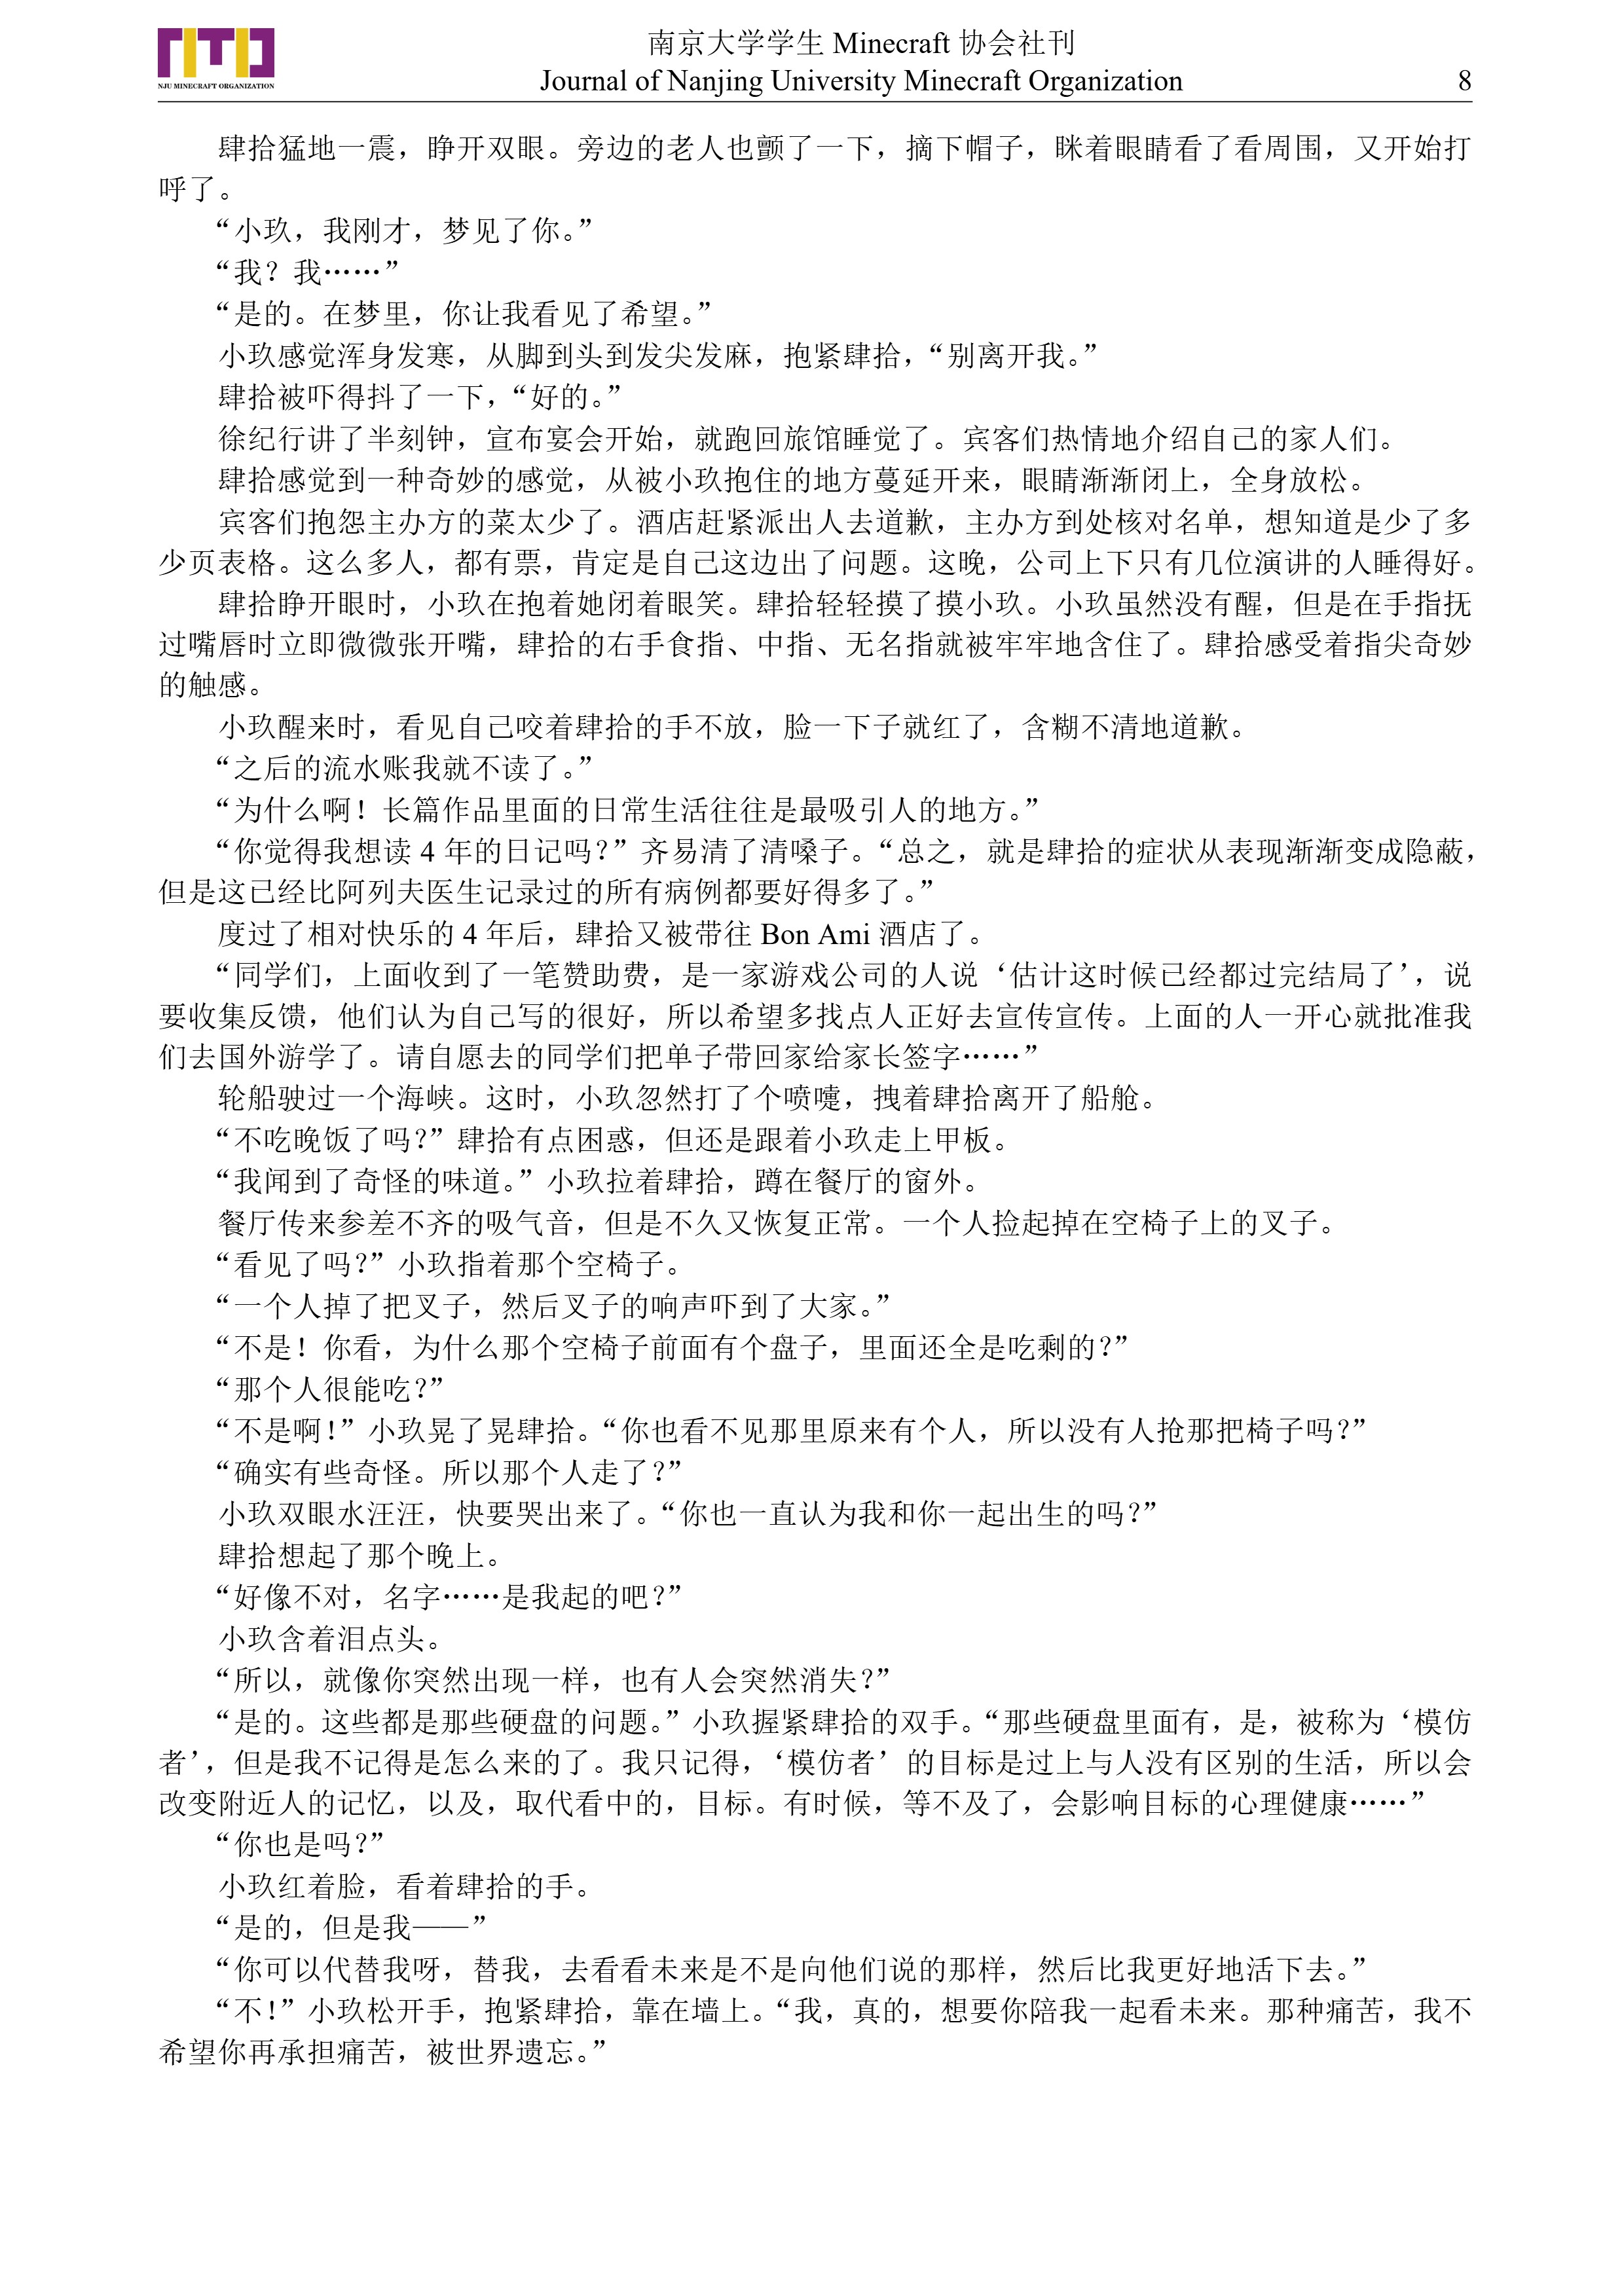 南京大学学生 Minecraft 协会社刊
NJU MINECRAFT ORGANIZATION
Journal of Nanjing University Minecraft Organization
8
肆拾猛地一震，睁开双眼。旁边的老人也颤了一下，摘下帽子，眯着眼睛看了看周围，又开始打
呼了。
“小玖，我刚才，梦见了你。”
“我？我……”
“是的。在梦里，你让我看见了希望。”
小玖感觉浑身发寒，从脚到头到发尖发麻，抱紧肆拾，“别离开我。”
肆拾被吓得抖了一下，“好的。”
徐纪行讲了半刻钟，宣布宴会开始，就跑回旅馆睡觉了。宾客们热情地介绍自己的家人们。
肆拾感觉到一种奇妙的感觉，从被小玖抱住的地方蔓延开来，眼睛渐渐闭上，全身放松。
宾客们抱怨主办方的菜太少了。酒店赶紧派出人去道歉，主办方到处核对名单，想知道是少了多
少页表格。这么多人，都有票，肯定是自己这边出了问题。这晚，公司上下只有几位演讲的人睡得好。
肆拾睁开眼时，小玖在抱着她闭着眼笑。肆拾轻轻摸了摸小玖。小玖虽然没有醒，但是在手指抚
过嘴唇时立即微微张开嘴，肆拾的右手食指、中指、无名指就被牢牢地含住了。肆拾感受着指尖奇妙
的触感。
小玖醒来时，看见自己咬着肆拾的手不放，脸一下子就红了，含糊不清地道歉。
“之后的流水账我就不读了。”
“为什么啊！长篇作品里面的日常生活往往是最吸引人的地方。”
“你觉得我想读 4 年的日记吗？”齐易清了清嗓子。“总之，就是肆拾的症状从表现渐渐变成隐蔽，
但是这已经比阿列夫医生记录过的所有病例都要好得多了。”
度过了相对快乐的 4 年后，肆拾又被带往 Bon Ami 酒店了。
“同学们，上面收到了一笔赞助费，是一家游戏公司的人说‘估计这时候已经都过完结局了’，说
要收集反馈，他们认为自己写的很好，所以希望多找点人正好去宣传宣传。上面的人一开心就批准我
们去国外游学了。请自愿去的同学们把单子带回家给家长签字……”
轮船驶过一个海峡。这时，小玖忽然打了个喷嚏，拽着肆拾离开了船舱。
“不吃晚饭了吗？”肆拾有点困惑，但还是跟着小玖走上甲板。
“我闻到了奇怪的味道。”小玖拉着肆拾，蹲在餐厅的窗外。
餐厅传来参差不齐的吸气音，但是不久又恢复正常。一个人捡起掉在空椅子上的叉子。
“看见了吗？”小玖指着那个空椅子。
“一个人掉了把叉子，然后叉子的响声吓到了大家。”
“不是！你看，为什么那个空椅子前面有个盘子，里面还全是吃剩的？”
“那个人很能吃？”
“不是啊！”小玖晃了晃肆拾。“你也看不见那里原来有个人，所以没有人抢那把椅子吗？”
“确实有些奇怪。所以那个人走了？”
小玖双眼水汪汪，快要哭出来了。“你也一直认为我和你一起出生的吗？”
肆拾想起了那个晚上。
“好像不对，名字……是我起的吧？”
小玖含着泪点头。
“所以，就像你突然出现一样，也有人会突然消失？”
“是的。这些都是那些硬盘的问题。”小玖握紧肆拾的双手。“那些硬盘里面有，是，被称为‘模仿
者’，但是我不记得是怎么来的了。我只记得，‘模仿者’的目标是过上与人没有区别的生活，所以会
改变附近人的记忆，以及，取代看中的，目标。有时候，等不及了，会影响目标的心理健康……”
“你也是吗？”
小玖红着脸，看着肆拾的手。
“是的，但是我——”
“你可以代替我呀，替我，去看看未来是不是向他们说的那样，然后比我更好地活下去。”
“不！”小玖松开手，抱紧肆拾，靠在墙上。“我，真的，想要你陪我一起看未来。那种痛苦，我不
希望你再承担痛苦，被世界遗忘。”